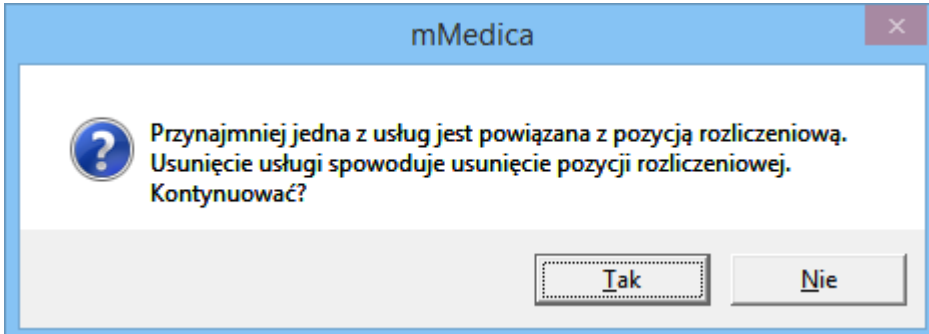 mMedica
Przynajmniej jedna z usług jest powiązana z pozycją rozliczeniową.
Usunięcie usługi spowoduje usunięcie pozycji rozliczeniowej.
Kontynuować?
Tak
Nie